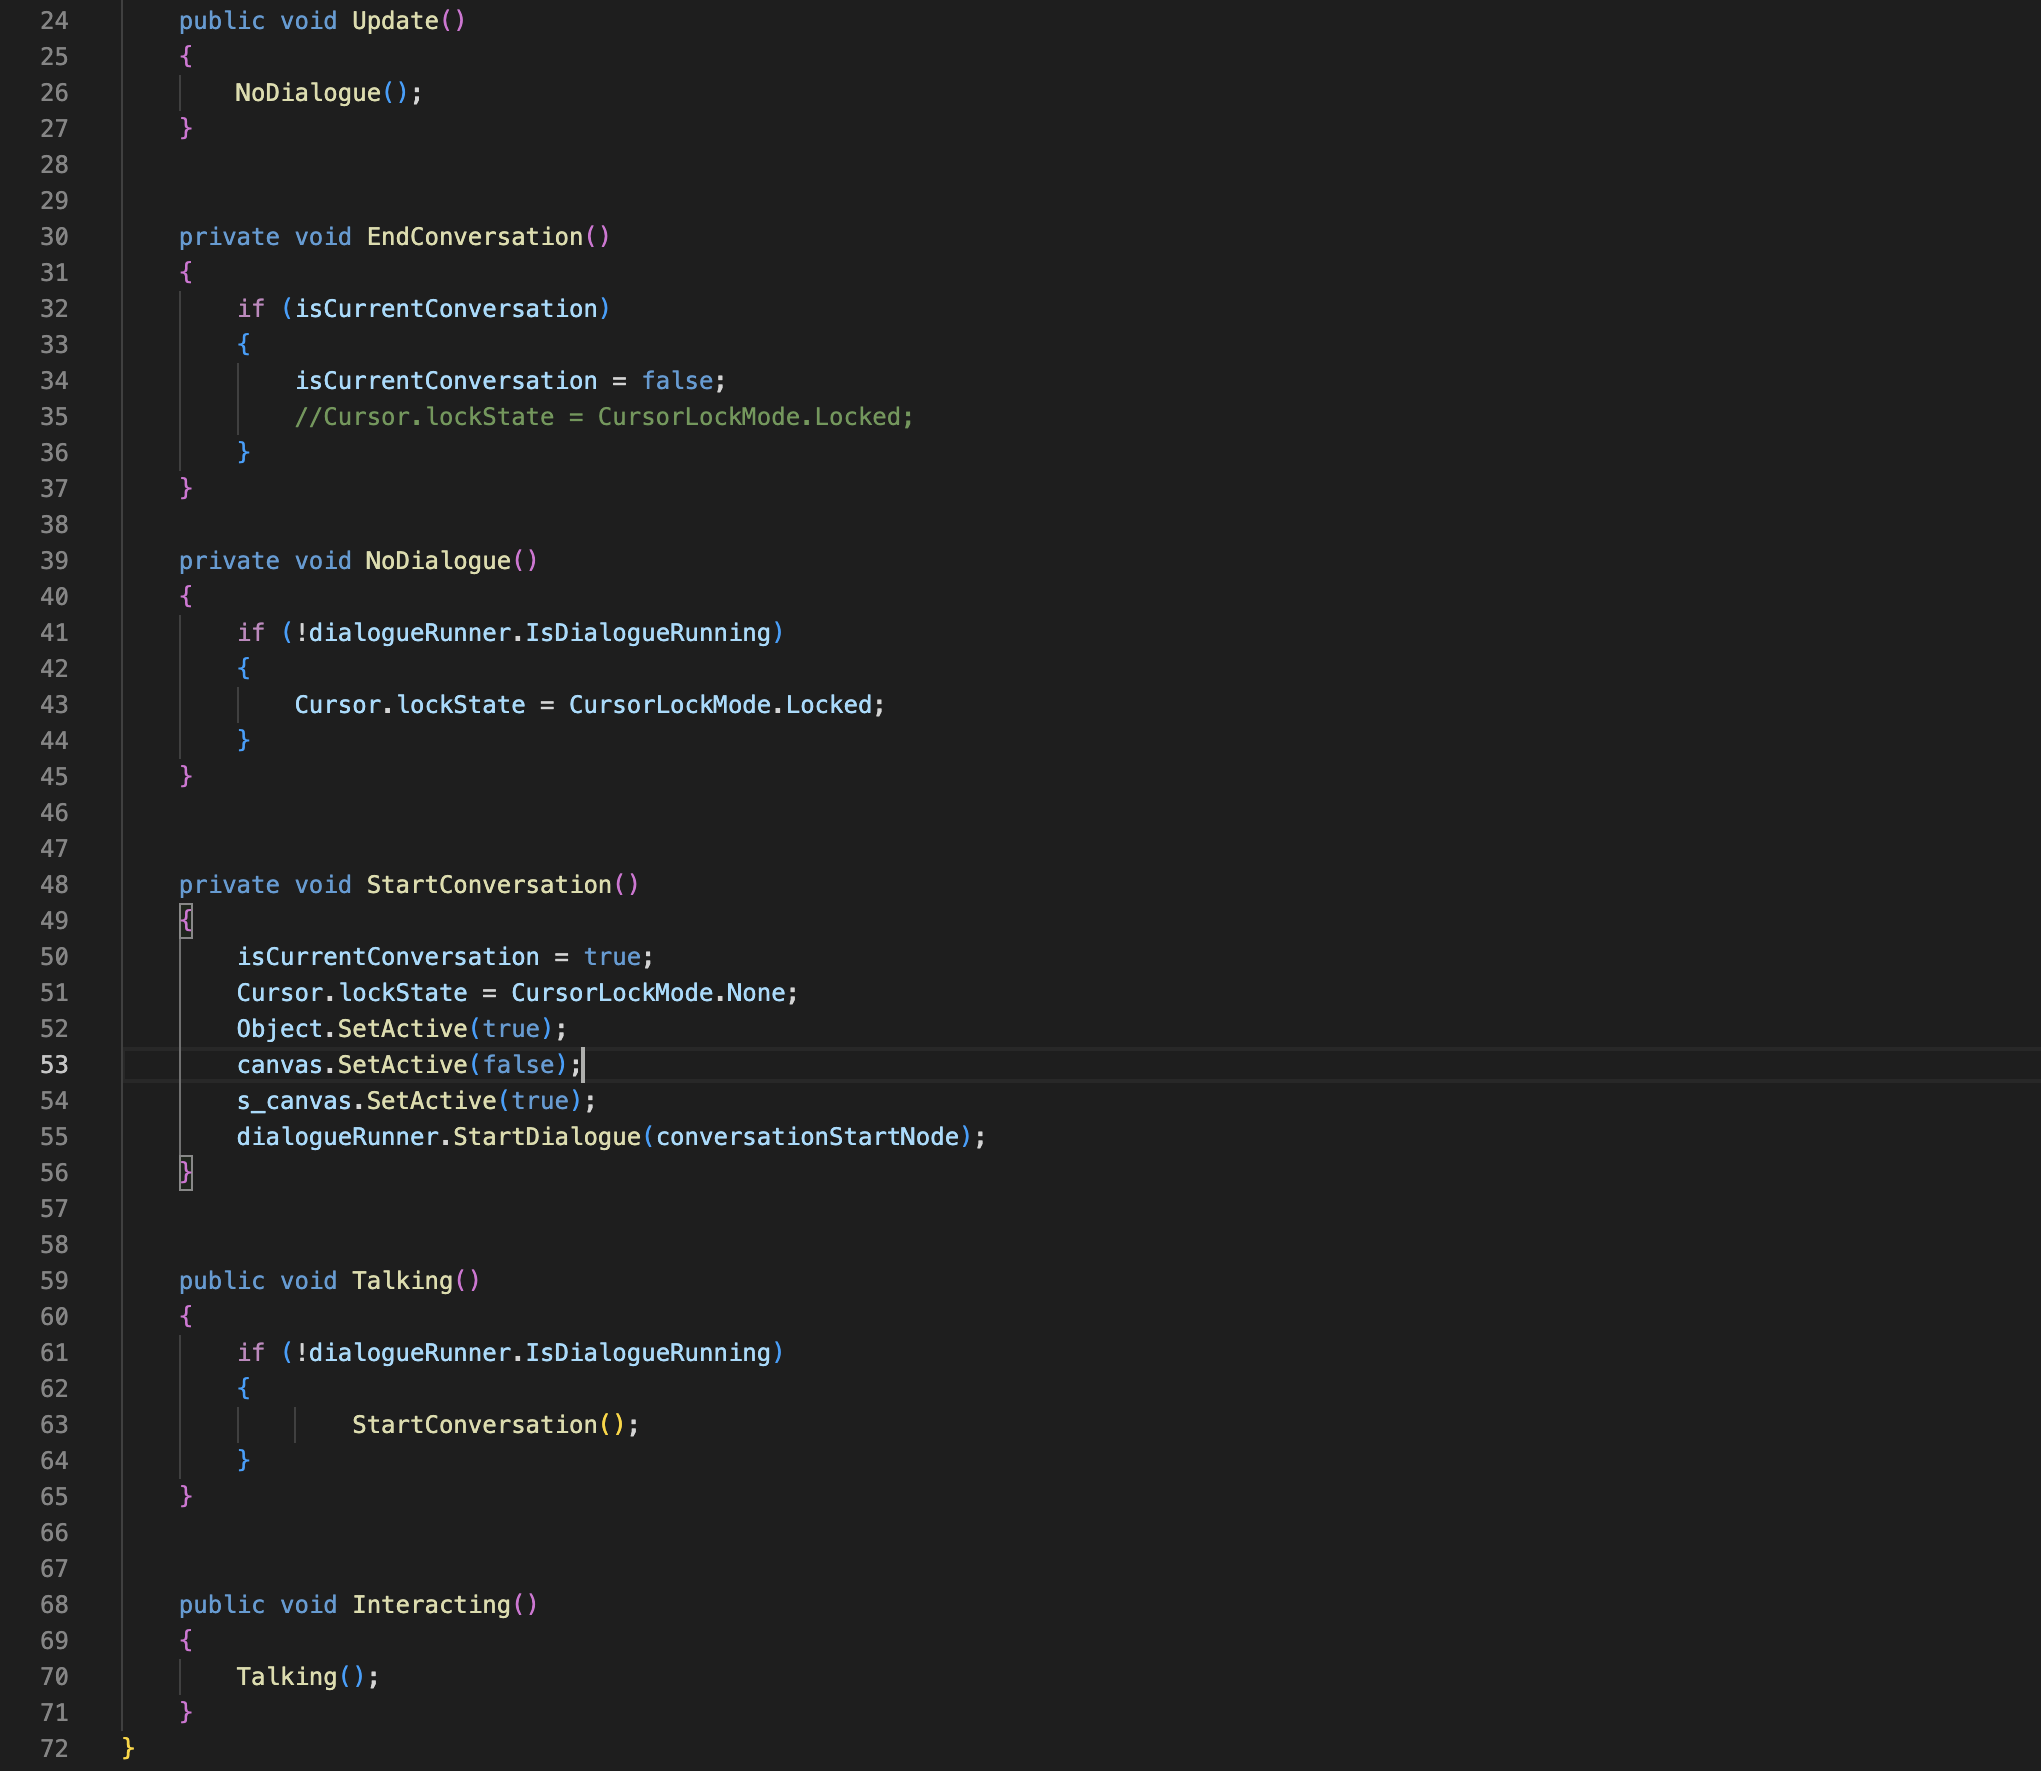 24 public void Update()
25 {
26 NoDialogue();
27 }
28
29
30 private void EndConversation()
31 {
32 if (isCurrentConversation)
33 {
34 isCurrentConversation = false;
35 //Cursor.lockState = CursorLockMode.Locked;
36 }
37 }
38
39 private void NoDialogue()
40 {
41 if (!dialogueRunner.IsDialogueRunning)
42 {
43 Cursor.lockState = CursorLockMode.Locked;
44 }
45 }
46
47
48 private void StartConversation()
49 {
50 isCurrentConversation = true;
51 Cursor.lockState = CursorLockMode.None;
52 Object.SetActive(true);
53 canvas.SetActive(false);
54 s_canvas.SetActive(true);
55 dialogueRunner.StartDialogue(conversationStartNode);
56 }
57
58
59 public void Talking()
60 {
61 if (!dialogueRunner.IsDialogueRunning)
62 {
63 StartConversation();
64 }
65 }
66
67
68 public void Interacting()
69 {
70 Talking();
71 }
72 }